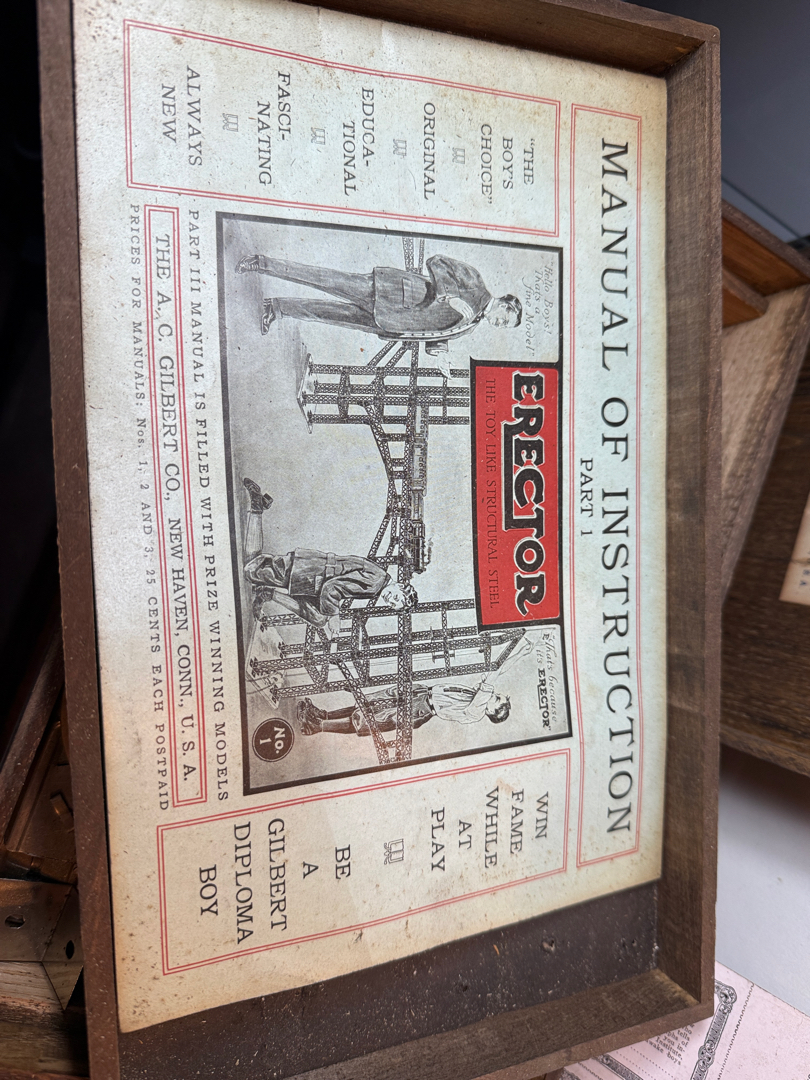 MANUAL OF INSTRUCTION
PART 1
"THE
BOY'S
CHOICE"
ORIGINAL
EDUCA-
TIONAL
FASCI-
NATING
ALWAYS
NEW
Hello Boys!
That's a
fine Model
ERECTOR
THE TOY LIKE STRUCTURAL STEEL
That's because
it's ERECTOR
No.
1
WIN
FAME
WHILE
AT
PLAY
BE
A
GILBERT
DIPLOMA
BOY
PART III MANUAL IS FILLED WITH PRIZE WINNING MODELS
THE A. C. GILBERT CO., NEW HAVEN, CONN., U. S. A.
PRICES FOR MANUALS: Nos. 1, 2 AND 3, 25 CENTS EACH POSTPAID